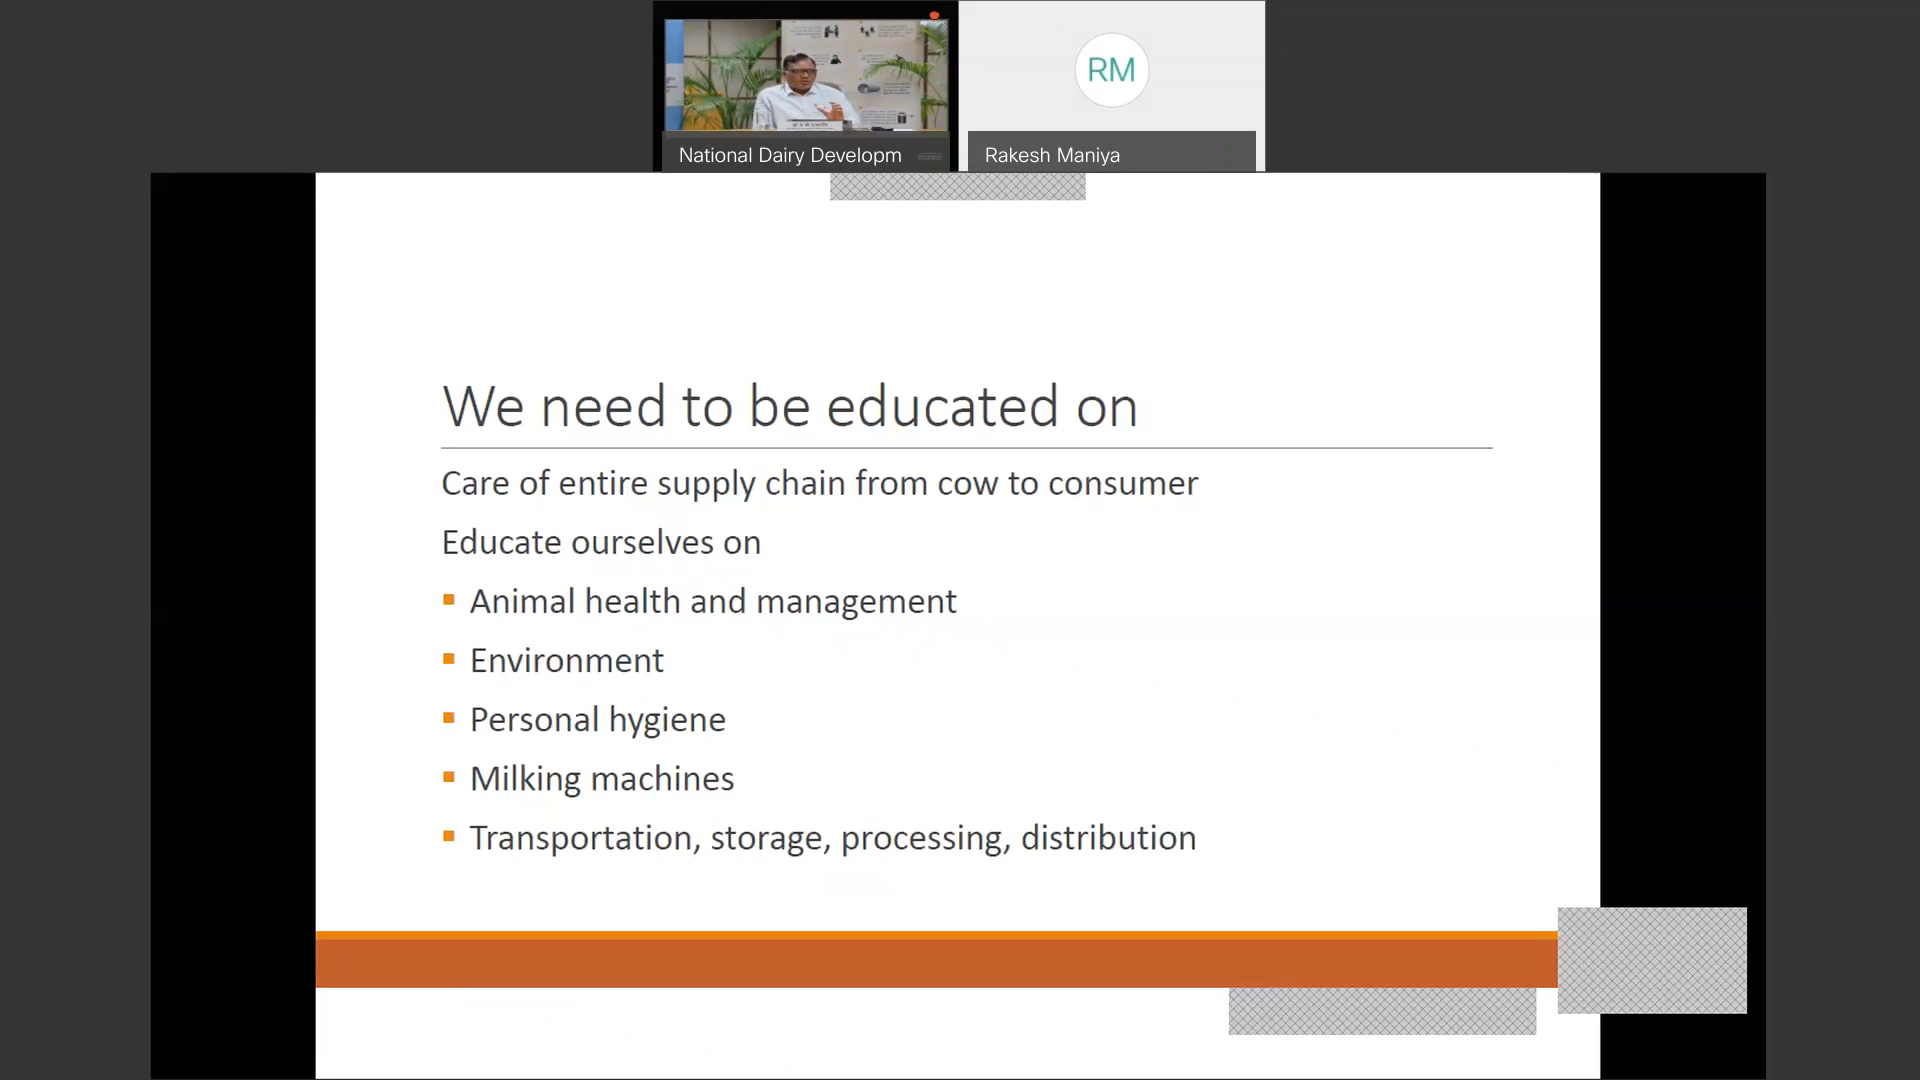 National Dairy Developm
RM
Rakesh Maniya
We need to be educated on
Care of entire supply chain from cow to consumer
Educate ourselves on
Animal health and management
Environment
Personal hygiene
Milking machines
Transportation, storage, processing, distribution